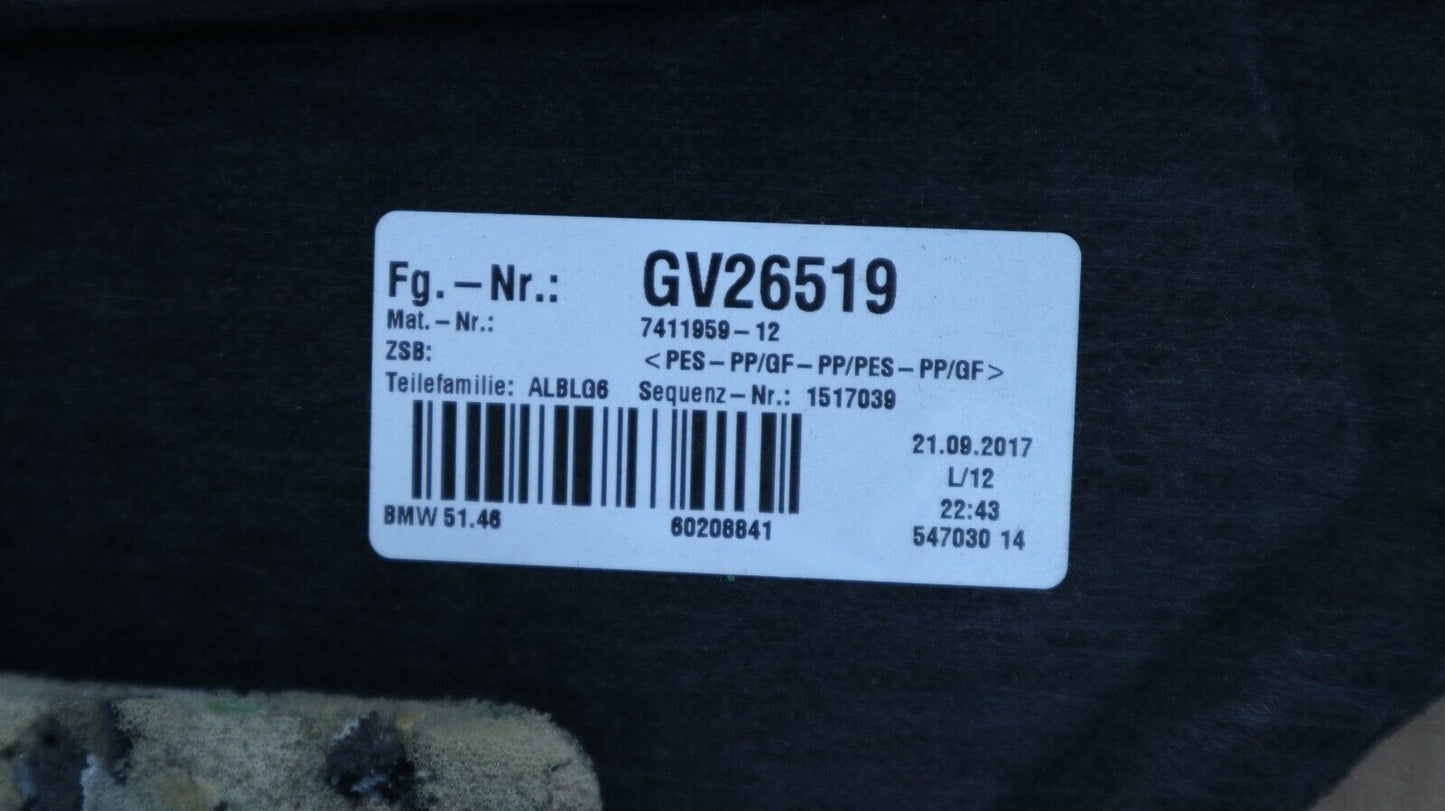 Fg.-Nr.: GV26519
Mat.-Nr.: 7411959-12
ZSB: <PES-PP/GF-PP/PES-PP/GF>
Teilefamilie: ALBLG6 Sequenz-Nr.: 1517039
21.09.2017
L/12
22:43
BMW 51.46 60208841 547030 14